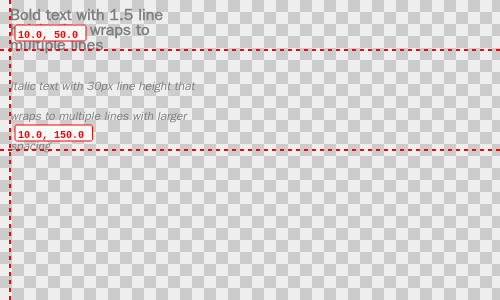 Bold text with 1.5 line
wraps to
10.0, 50.0
multiple lines
Italic text with 30px line height that
wraps to multiple lines with larger
10.0, 150.0
spacing